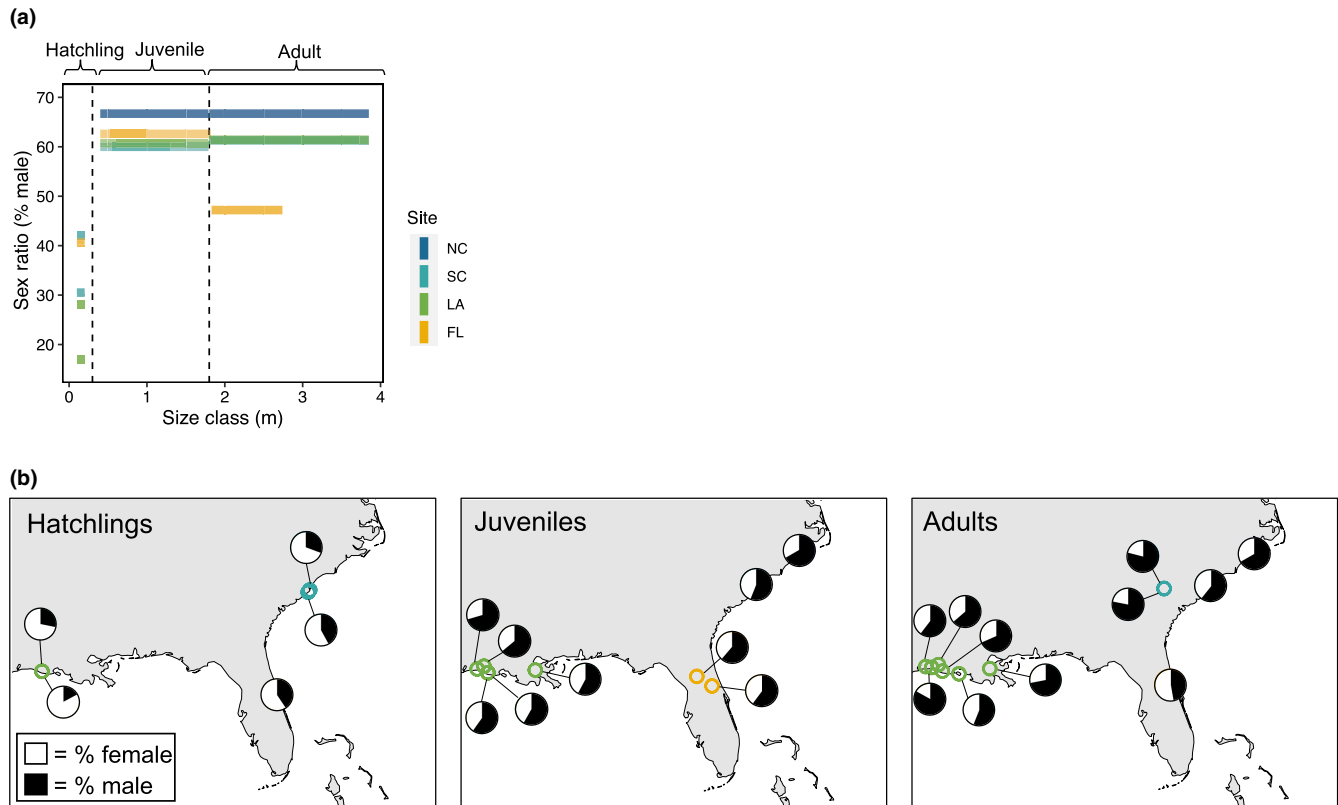 (a)
Hatchling Juvenile Adult
Sex ratio (% male)
70
60
50
40
30
20
0 1 2 3 4
Size class (m)
Site
NC
SC
LA
FL
(b)
Hatchlings
= % female
= % male
Juveniles
Adults